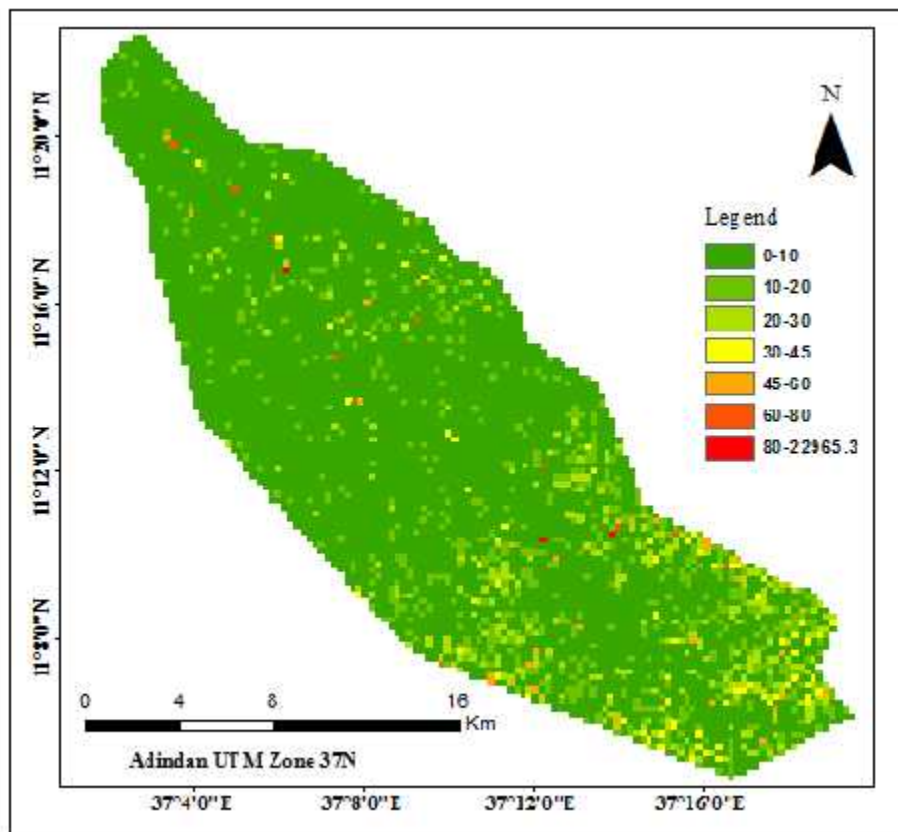 N
Legend
0-10
10-20
20-30
30-45
45-60
60-80
80-22965.3
11°20'0"N
11°16'0"N
11°12'0"N
11°8'0"N
0 4 8 16
Km
Adindan UTM Zone 37N
37°4'0"E 37°8'0"E 37°12'0"E 37°16'0"E